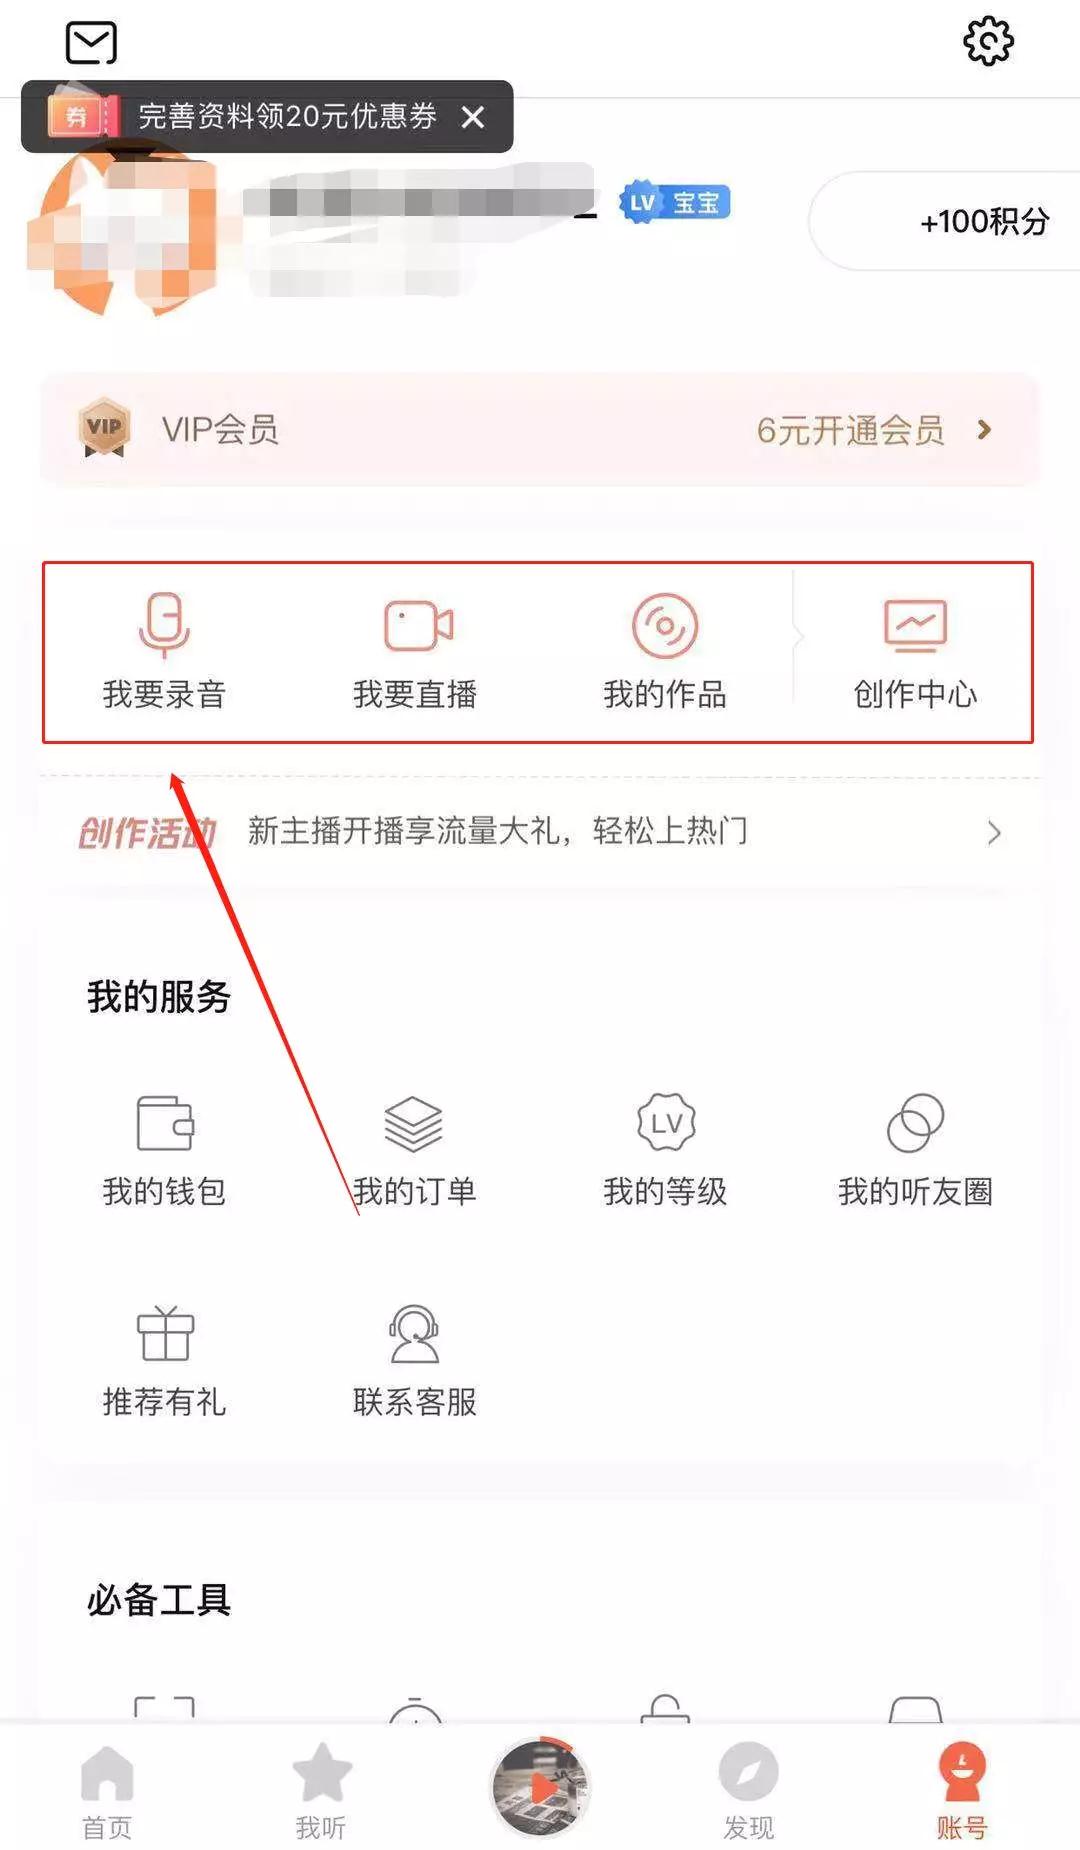 券 完善资料领20元优惠券
LV 宝宝
+100积分
VIP VIP会员 6元开通会员
我要录音 我要直播 我的作品 创作中心
创作活动 新主播开播享流量大礼，轻松上热门
我的服务
LV
我的钱包 我的订单 我的等级 我的听友圈
推荐有礼 联系客服
必备工具
首页 我听 发现 账号